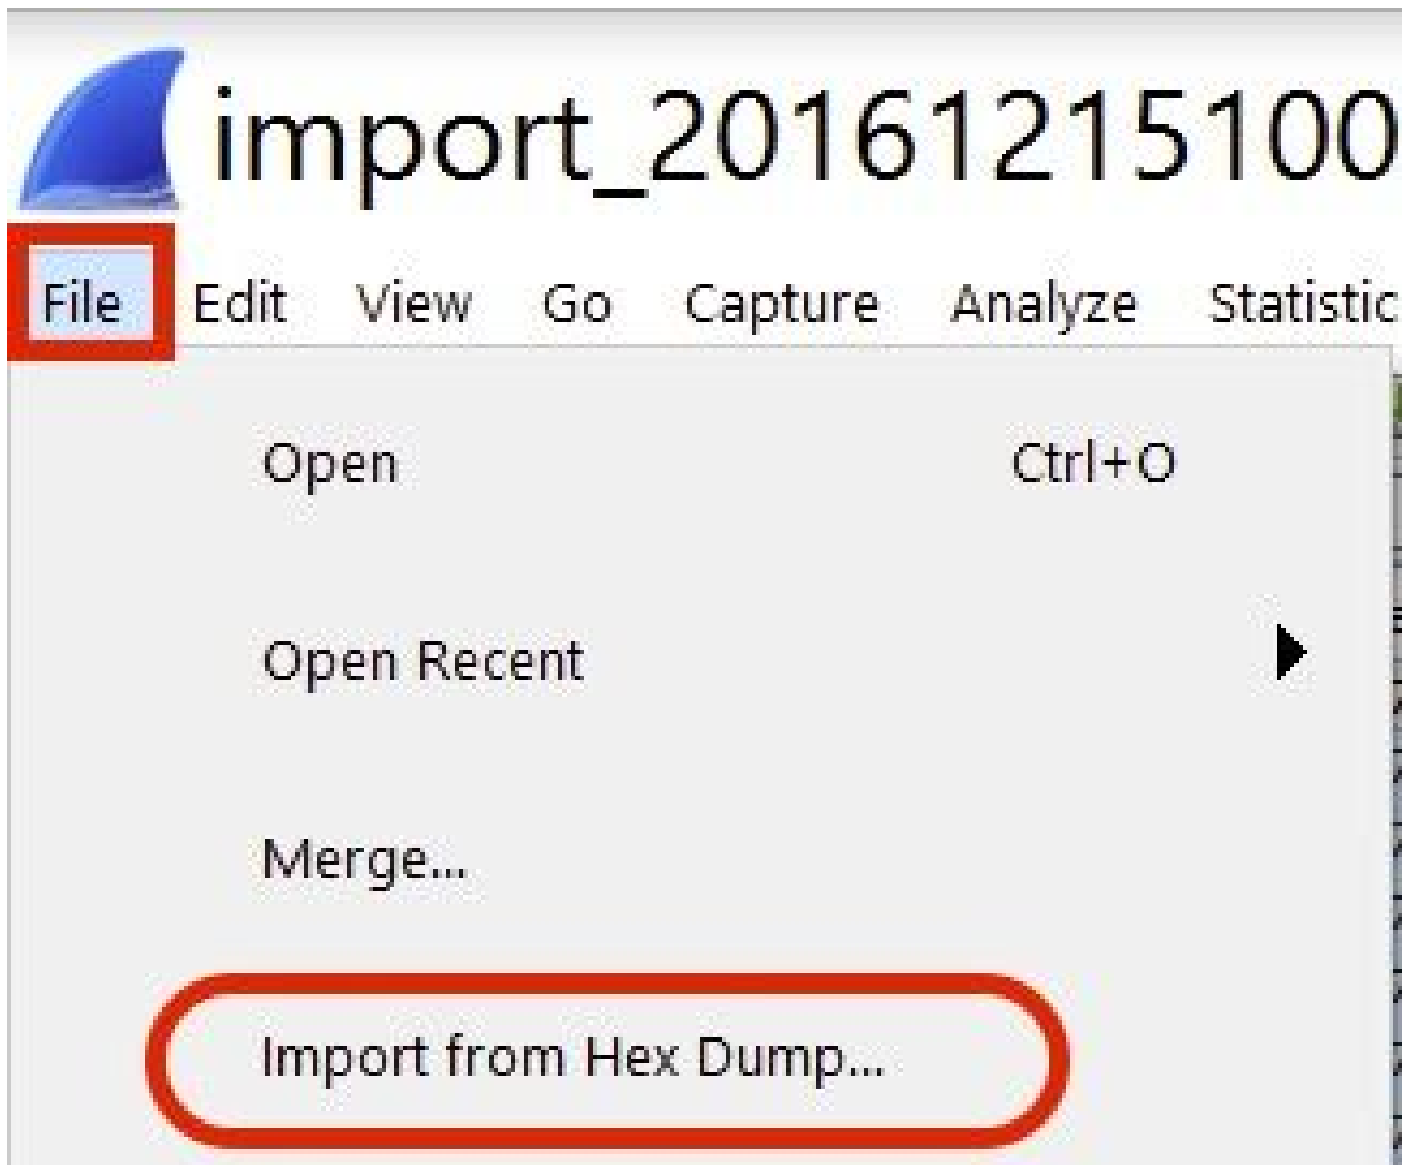 import_20161215100
File Edit View Go Capture Analyze Statistic
Open Ctrl+O
Open Recent
Merge...
Import from Hex Dump...